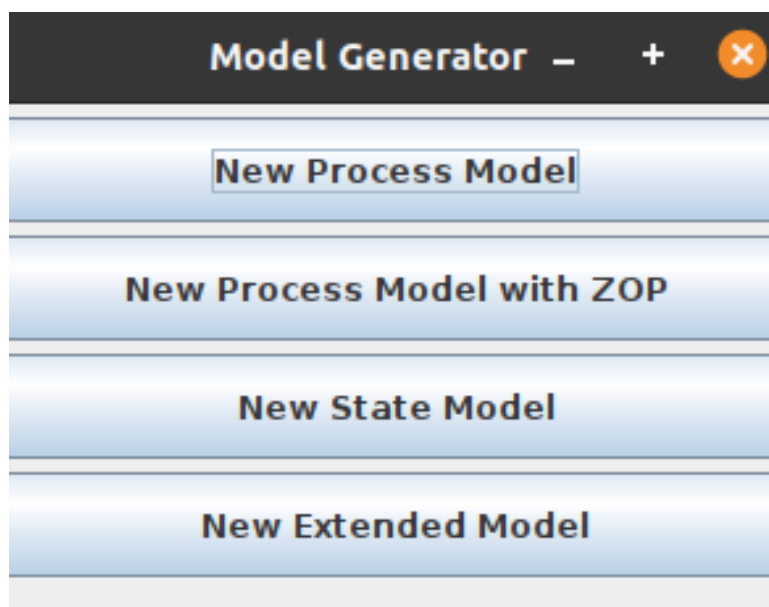 Model Generator
New Process Model
New Process Model with ZOP
New State Model
New Extended Model